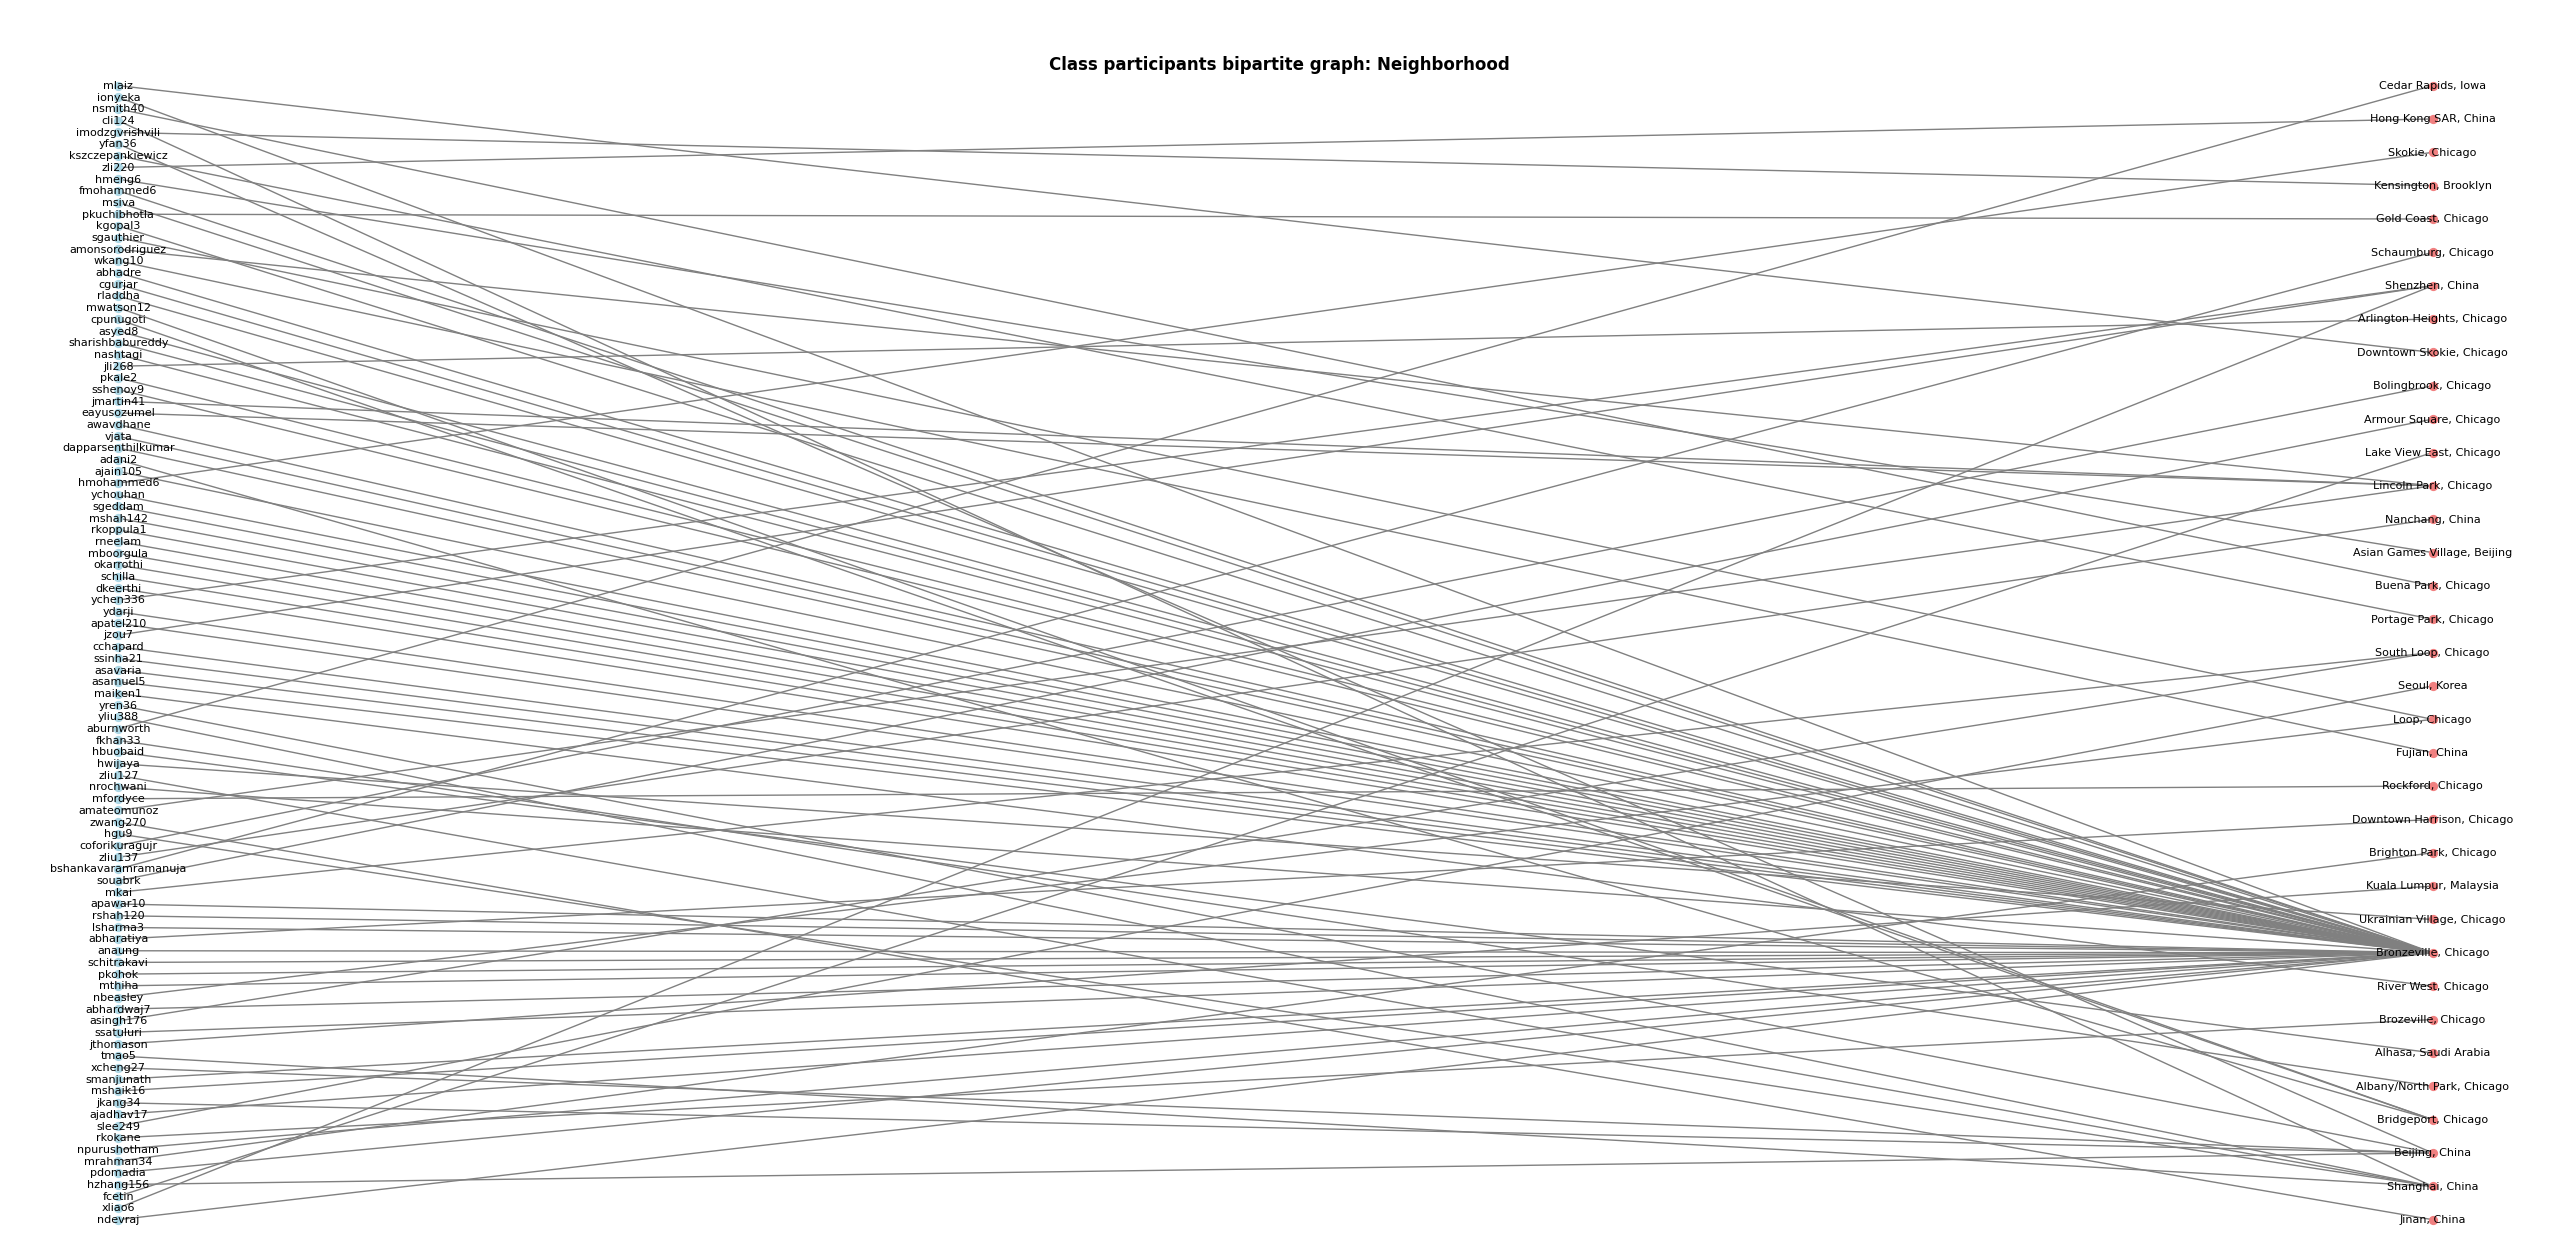 Class participants bipartite graph: Neighborhood
mlaiz
ionyeka
nsmith40
cli124
imodzgvrishvili
yfan36
kszczepankiewicz
zli220
hmeng6
fmohammed6
msiva
pkuchibhotla
kgopal3
sgauthier
amonsorodriguez
wkang10
abhadre
cgurjar
rladdha
mwatson12
cpunugoti
asyed8
sharishbabureddy
nashtagi
jli268
pkale2
sshenoy9
jmartin41
eayusozumel
awavdhane
vjata
dapparsenthilkumar
adani2
ajain105
hmohammed6
ychouhan
sgeddam
mshah142
rkoppula1
rneelam
mboorgula
okarrothi
schilla
dkeerthi
ychen336
ydarji
apatel210
jzou7
cchapard
ssinha21
asavaria
asamuel5
maiken1
yren36
yliu388
aburnworth
fkhan33
hbuobaid
hwijaya
zliu127
nrochwani
mfordyce
amateomunoz
zwang270
hgu9
coforikuragujr
zliu137
bshankavaramramanuja
souabrk
mkai
apawar10
rshah120
lsharma3
abharatiya
anaung
schitrakavi
pkohok
mthiha
nbeasley
abhardwaj7
asingh176
ssatuluri
jthomason
tmao5
xcheng27
smanjunath
mshaik16
jkang34
ajadhav17
slee249
rkokane
npurushotham
mrahman34
pdomadia
hzhang156
fcetin
xliao6
ndevraj
Cedar Rapids, Iowa
Hong Kong SAR, China
Skokie, Chicago
Kensington, Brooklyn
Gold Coast, Chicago
Schaumburg, Chicago
Shenzhen, China
Arlington Heights, Chicago
Downtown Skokie, Chicago
Bolingbrook, Chicago
Armour Square, Chicago
Lake View East, Chicago
Lincoln Park, Chicago
Nanchang, China
Asian Games Village, Beijing
Buena Park, Chicago
Portage Park, Chicago
South Loop, Chicago
Seoul, Korea
Loop, Chicago
Fujian, China
Rockford, Chicago
Downtown Harrison, Chicago
Brighton Park, Chicago
Kuala Lumpur, Malaysia
Ukrainian Village, Chicago
Bronzeville, Chicago
River West, Chicago
Brozeville, Chicago
Alhasa, Saudi Arabia
Albany/North Park, Chicago
Bridgeport, Chicago
Beijing, China
Shanghai, China
Jinan, China